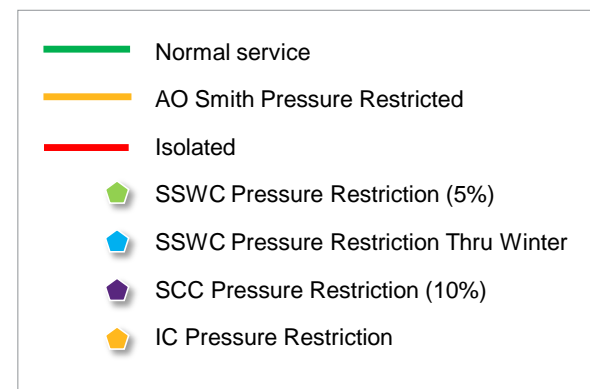 Normal service
AO Smith Pressure Restricted
Isolated
SSWC Pressure Restriction (5%)
SSWC Pressure Restriction Thru Winter
SCC Pressure Restriction (10%)
IC Pressure Restriction